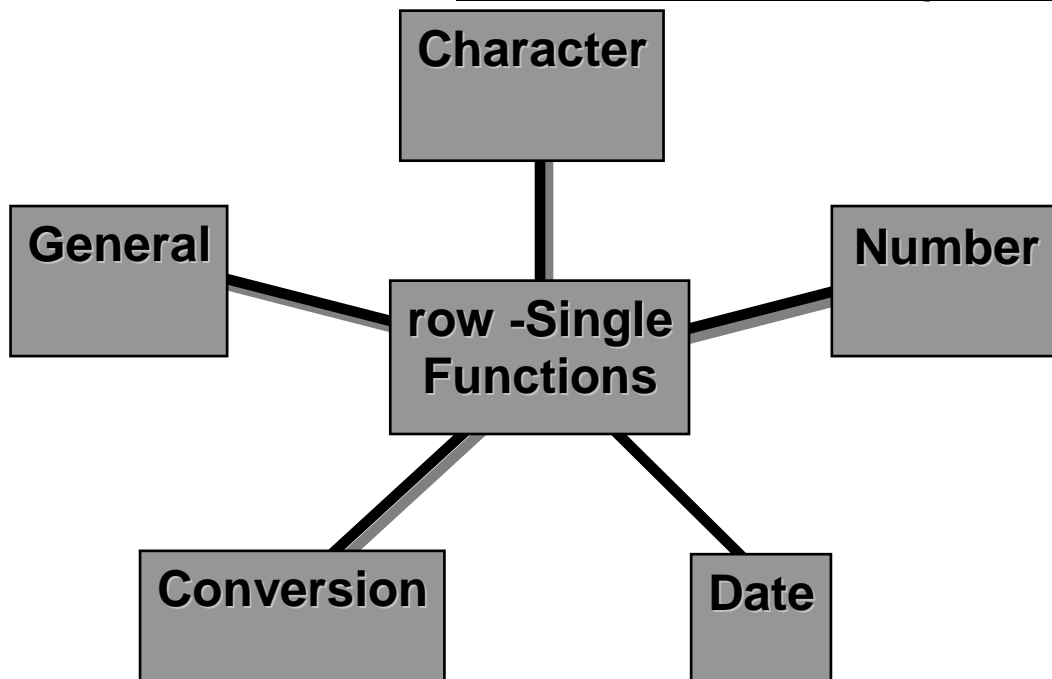 Character
General
Number
row -Single
Functions
Conversion
Date